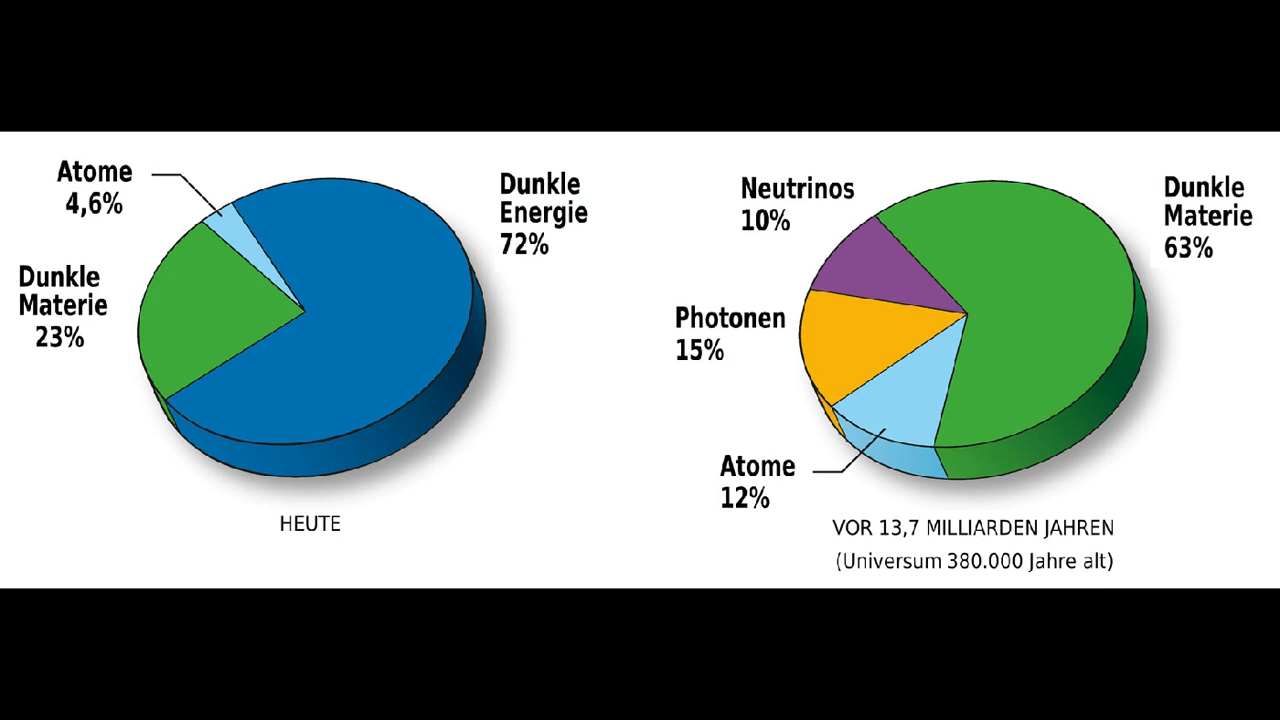 Atome
4,6%
Dunkle
Energie
72%
Dunkle
Materie
23%
HEUTE
Neutrinos
10%
Dunkle
Materie
63%
Photonen
15%
Atome
12%
VOR 13,7 MILLIARDEN JAHREN
(Universum 380.000 Jahre alt)